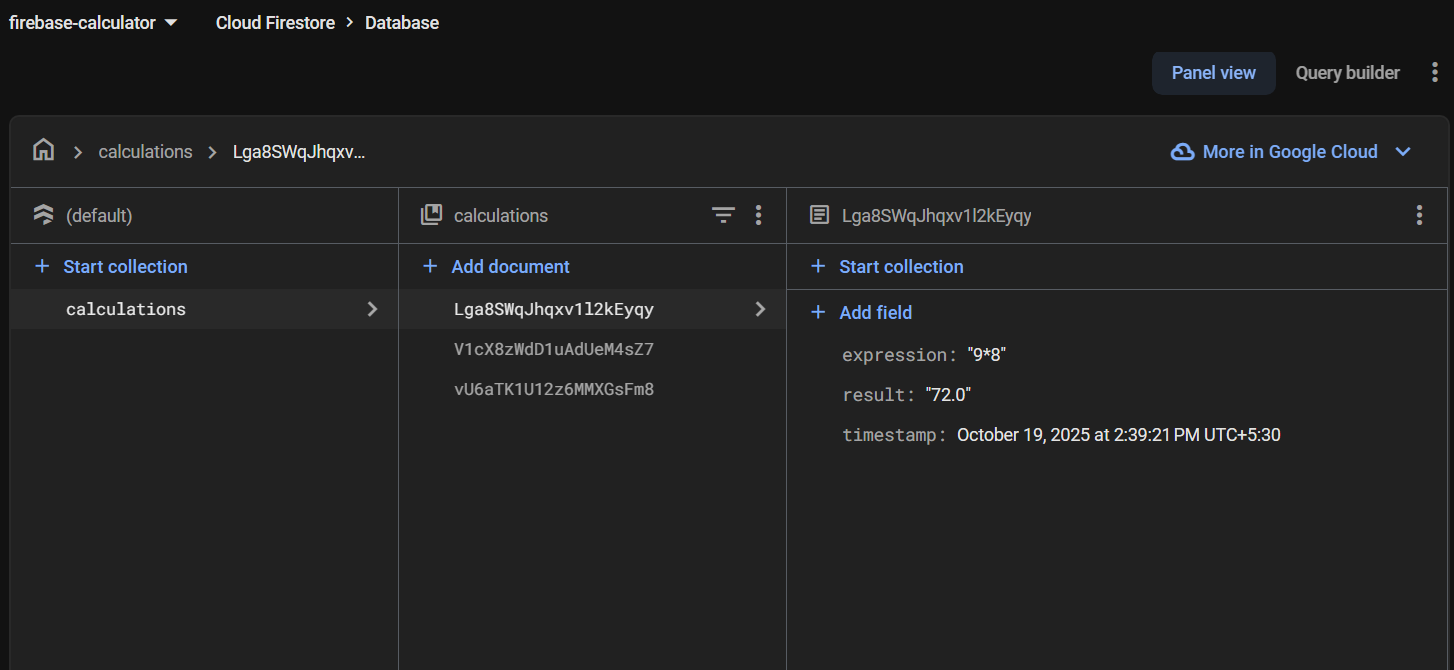 firebase-calculator Cloud Firestore > Database
Panel view Query builder
calculations Lga8SWqJhqxv... More in Google Cloud
(default) calculations Lga8SWqJhqxv1l2kEyqy
+ Start collection + Add document + Start collection
calculations Lga8SWqJhqxv1l2kEyqy
+ Add field
V1cX8zWdD1uAdUeM4sZ7 expression: "9*8"
vU6aTK1U12z6MMXGsFm8 result: "72.0"
timestamp: October 19, 2025 at 2:39:21 PM UTC+5:30